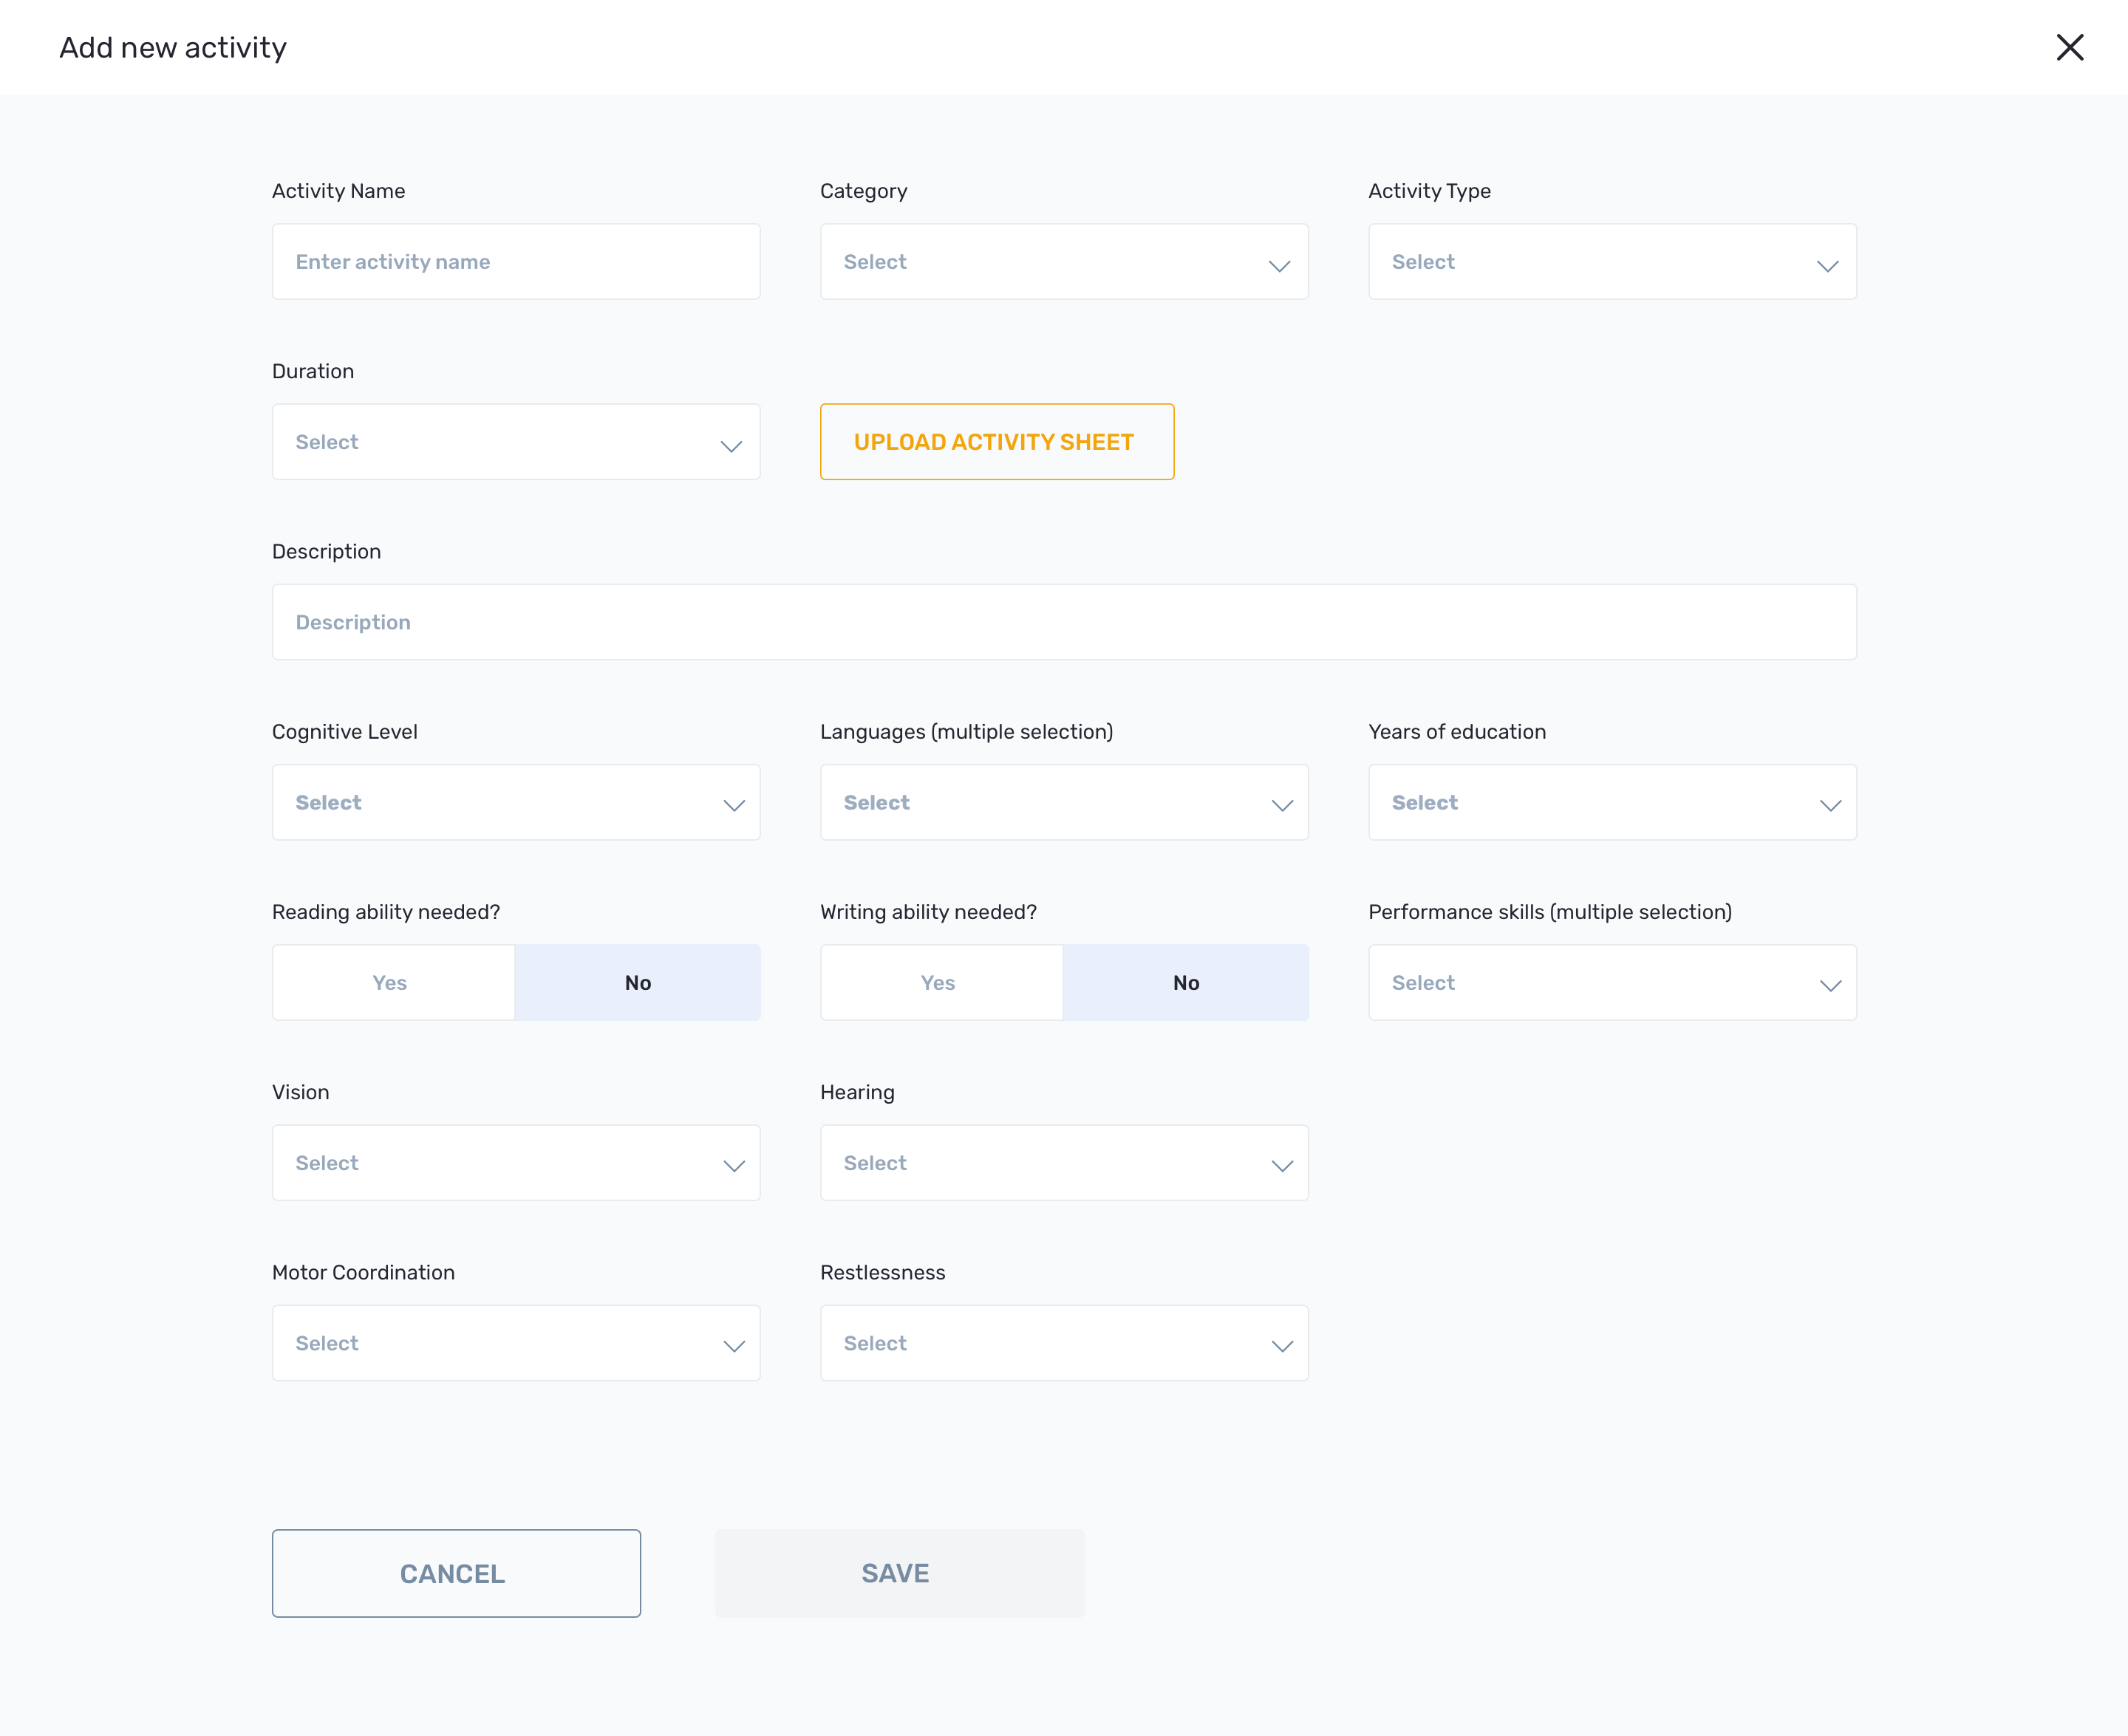 Add new activity
Activity Name
Category
Activity Type
Enter activity name
Select
Select
Duration
Select
UPLOAD ACTIVITY SHEET
Description
Description
Cognitive Level
Languages (multiple selection)
Years of education
Select
Select
Select
Reading ability needed?
Writing ability needed?
Performance skills (multiple selection)
Yes
No
Yes
No
Select
Vision
Hearing
Select
Select
Motor Coordination
Restlessness
Select
Select
CANCEL
SAVE